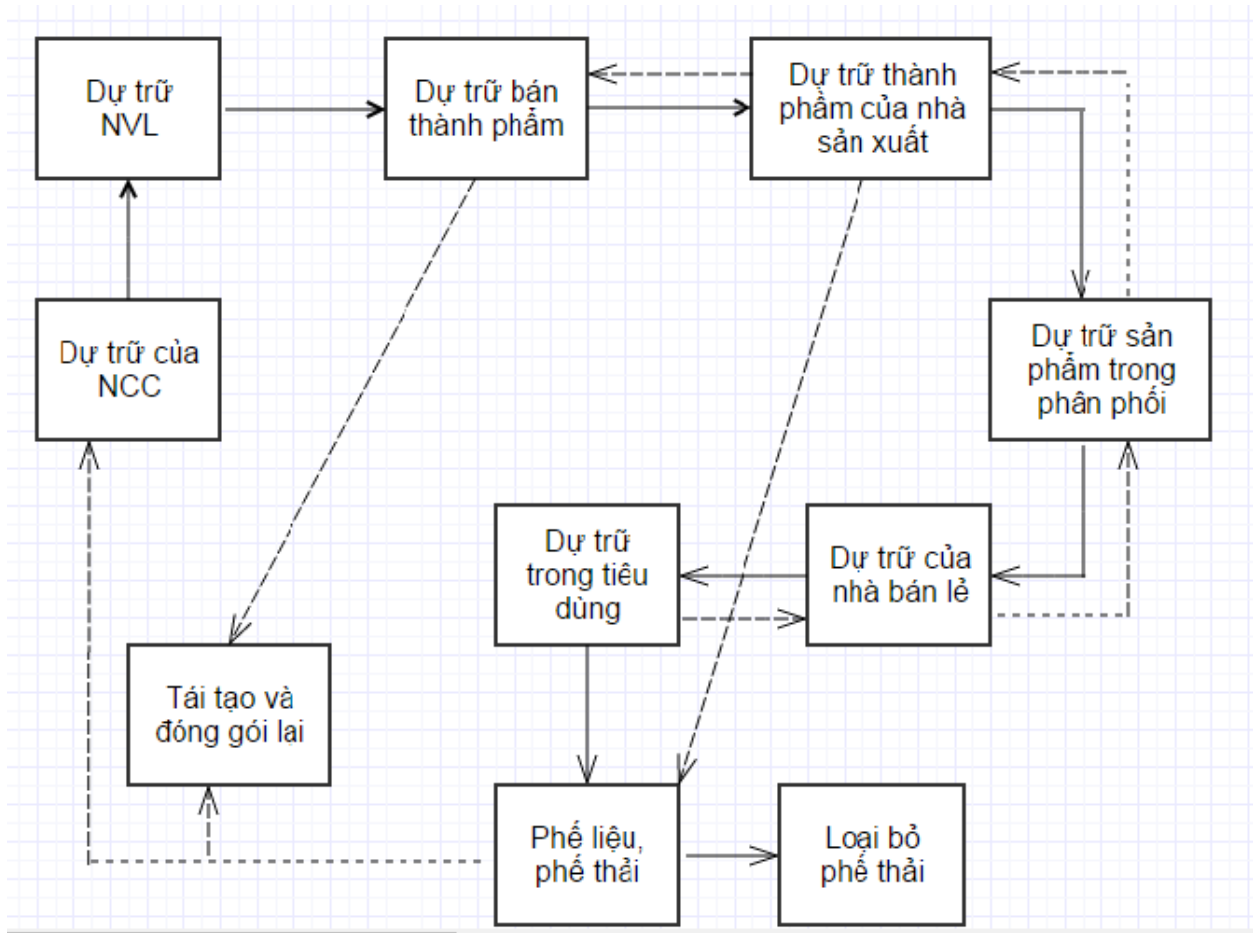 Dự trữ
NVL
Dự trữ bán
thành phẩm
Dự trữ thành
phẩm của nhà
sản xuất
Dự trữ của
NCC
Dự trữ sản
phẩm trong
phân phối
Dự trữ
trong tiêu
dùng
Dự trữ của
nhà bán lẻ
Tái tạo và
đóng gói lại
Phế liệu,
phế thải
Loại bỏ
phế thải